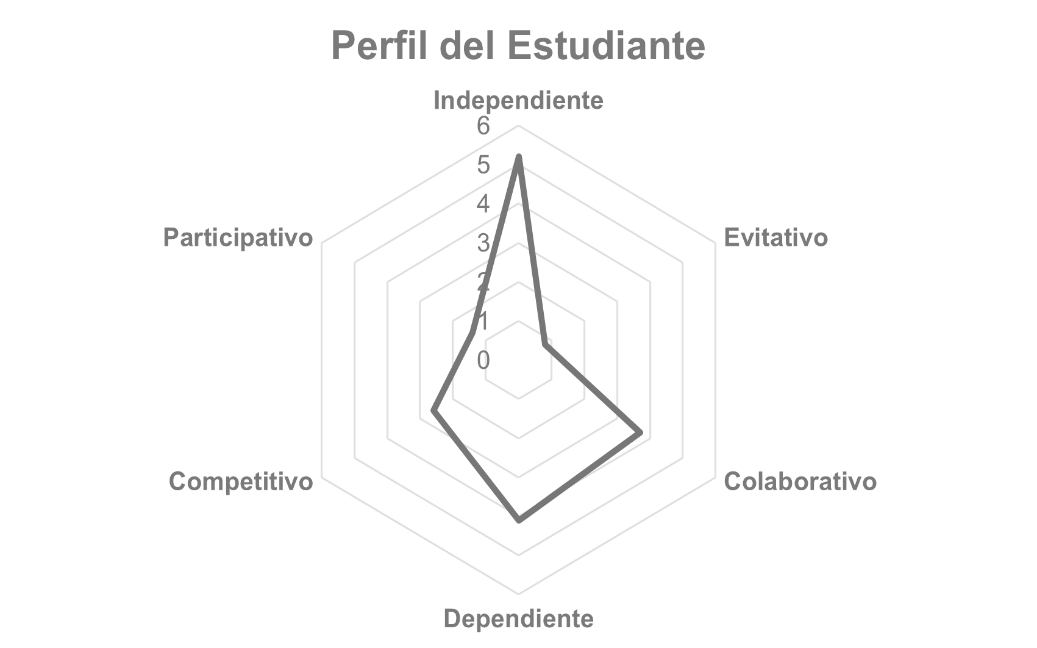 Perfil del Estudiante
Independiente
6
5
4
3
2
1
0
Participativo
Evitativo
Competitivo
Colaborativo
Dependiente